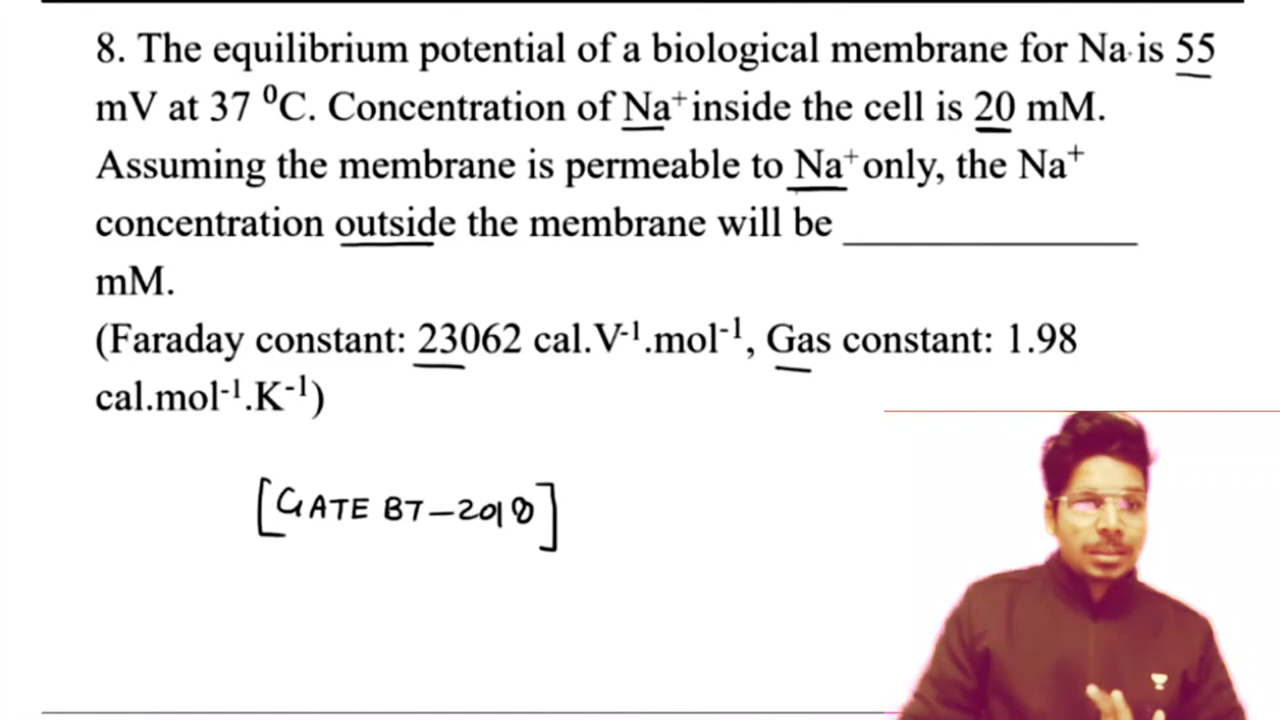 8. The equilibrium potential of a biological membrane for Na is 55
mV at 37 ⁰C. Concentration of Na⁺ inside the cell is 20 mM.
Assuming the membrane is permeable to Na⁺ only, the Na⁺
concentration outside the membrane will be ____________
mM.
(Faraday constant: 23062 cal.V⁻¹.mol⁻¹, Gas constant: 1.98
cal.mol⁻¹.K⁻¹)
[GATE BT-2018]